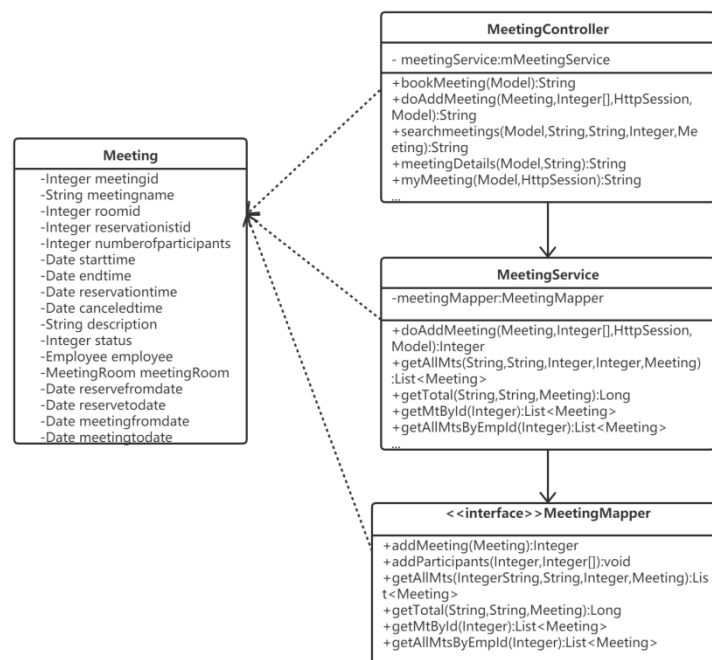 Meeting
-Integer meetingid
-String meetingname
-Integer roomid
-Integer reservationistid
-Integer numberofparticipants
-Date starttime
-Date endtime
-Date reservationtime
-Date canceledtime
-String description
-Integer status
-Employee employee
-MeetingRoom meetingRoom
-Date reservefromdate
-Date reservetodate
-Date meetingfromdate
-Date meetingtodate
MeetingController
- meetingService:mMeetingService
+bookMeeting(Model):String
+doAddMeeting(Meeting,Integer[],HttpSession,
Model):String
+searchmeetings(Model,String,String,Integer,Me
eting):String
+meetingDetails(Model,String):String
+myMeeting(Model,HttpSession):String
...
MeetingService
-meetingMapper:MeetingMapper
+doAddMeeting(Meeting,Integer[],HttpSession,
Model):Integer
+getAllMts(String,String,Integer,Integer,Meeting)
:List<Meeting>
+getTotal(String,String,Meeting):Long
+getMtById(Integer):List<Meeting>
+getAllMtsByEmpId(Integer):List<Meeting>
...
<<interface>>MeetingMapper
+addMeeting(Meeting):Integer
+addParticipants(Integer,Integer[]):void
+getAllMts(IntegerString,String,Integer,Meeting):Lis
t<Meeting>
+getTotal(String,String,Meeting):Long
+getMtById(Integer):List<Meeting>
+getAllMtsByEmpId(Integer):List<Meeting>